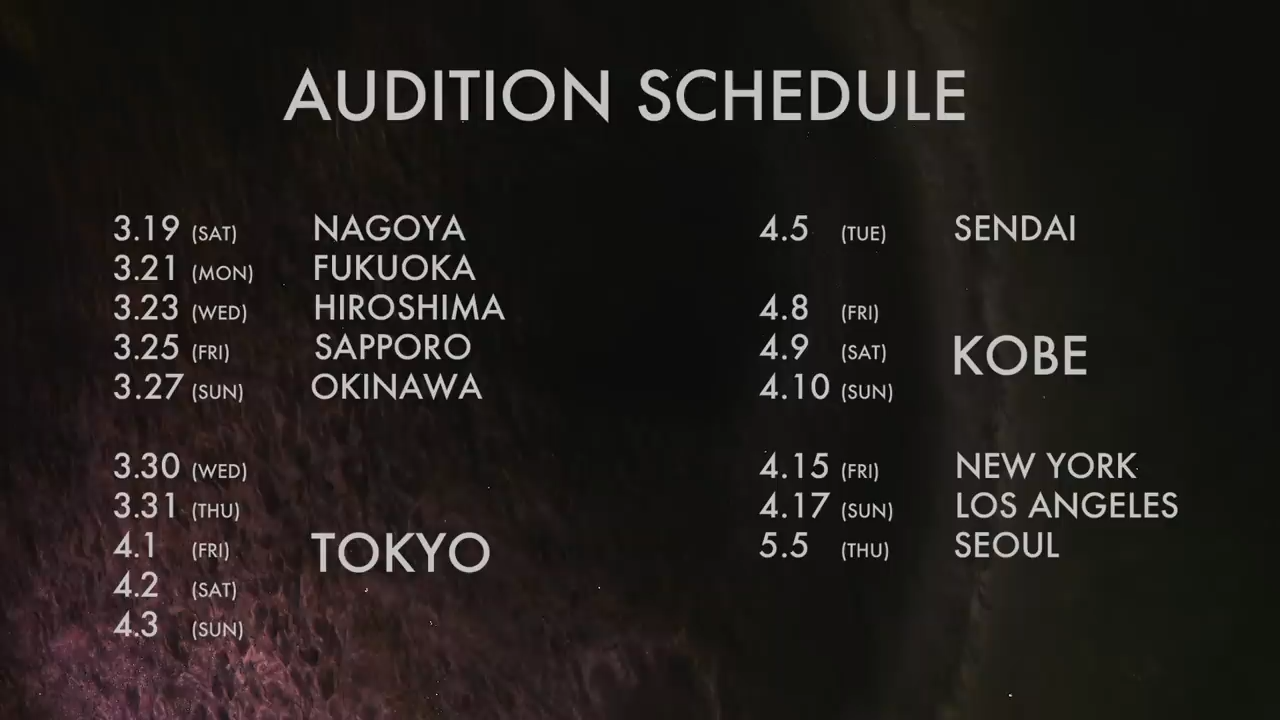 AUDITION SCHEDULE
3.19 (SAT) NAGOYA
3.21 (MON) FUKUOKA
3.23 (WED) HIROSHIMA
3.25 (FRI) SAPPORO
3.27 (SUN) OKINAWA
3.30 (WED)
3.31 (THU)
4.1 (FRI) TOKYO
4.2 (SAT)
4.3 (SUN)
4.5 (TUE) SENDAI
4.8 (FRI)
4.9 (SAT) KOBE
4.10 (SUN)
4.15 (FRI) NEW YORK
4.17 (SUN) LOS ANGELES
5.5 (THU) SEOUL